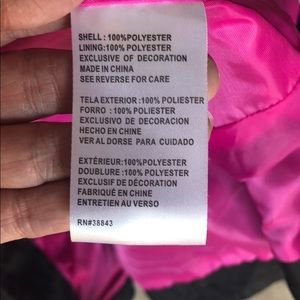 SHELL : 100%POLYESTER
LINING:100% POLYESTER
EXCLUSIVE OF DECORATION
MADE IN CHINA
SEE REVERSE FOR CARE
TELA EXTERIOR :100% POLIESTER
FORRO : 100% POLIESTER
EXCLUSIVO DE DECORACION
HECHO EN CHINA
VER AL DORSE PARA CUIDADO
EXTÉRIEUR:100%POLYESTER
DOUBLURE :100% POLYESTER
EXCLUSIF DE DÉCORATION
FABRIQUÉ EN CHINE
ENTRETIEN AU VERSO
RN#38843